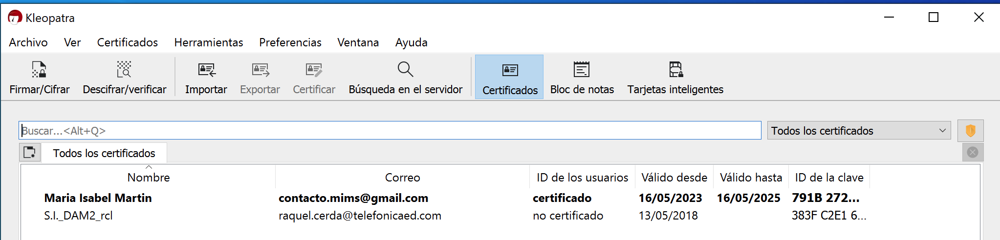 Kleopatra
Archivo Ver Certificados Herramientas Preferencias Ventana Ayuda
Firmar/Cifrar Descifrar/verificar Importar Exportar Certificar Búsqueda en el servidor Certificados Bloc de notas Tarjetas inteligentes
Buscar...<Alt+Q> Todos los certificados
Todos los certificados
Nombre Correo ID de los usuarios Válido desde Válido hasta ID de la clave
Maria Isabel Martin contacto.mims@gmail.com certificado 16/05/2023 16/05/2025 791B 272...
S.I._DAM2_rcl raquel.cerda@telefonicaed.com no certificado 13/05/2018 383F C2E1 6...